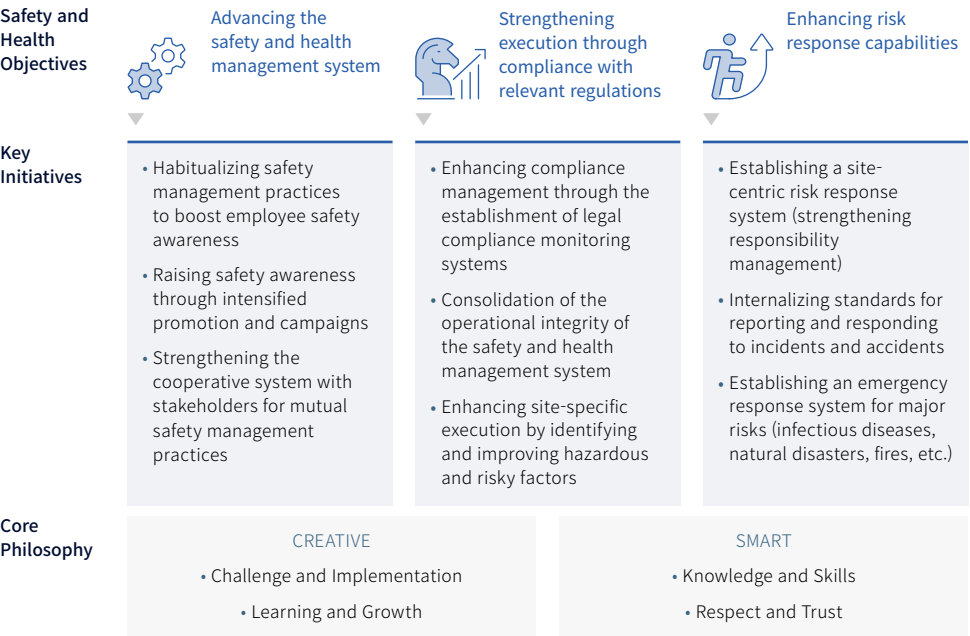 Safety and
Health
Objectives
Advancing the
safety and health
management system
Strengthening
execution through
compliance with
relevant regulations
Enhancing risk
response capabilities
Key
Initiatives
• Habitualizing safety
management practices
to boost employee safety
awareness
• Raising safety awareness
through intensified
promotion and campaigns
• Strengthening the
cooperative system with
stakeholders for mutual
safety management
practices
• Enhancing compliance
management through the
establishment of legal
compliance monitoring
systems
• Consolidation of the
operational integrity of
the safety and health
management system
• Enhancing site-specific
execution by identifying
and improving hazardous
and risky factors
• Establishing a site-
centric risk response
system (strengthening
responsibility
management)
• Internalizing standards for
reporting and responding
to incidents and accidents
• Establishing an emergency
response system for major
risks (infectious diseases,
natural disasters, fires, etc.)
Core
Philosophy
CREATIVE
• Challenge and Implementation
• Learning and Growth
SMART
• Knowledge and Skills
• Respect and Trust